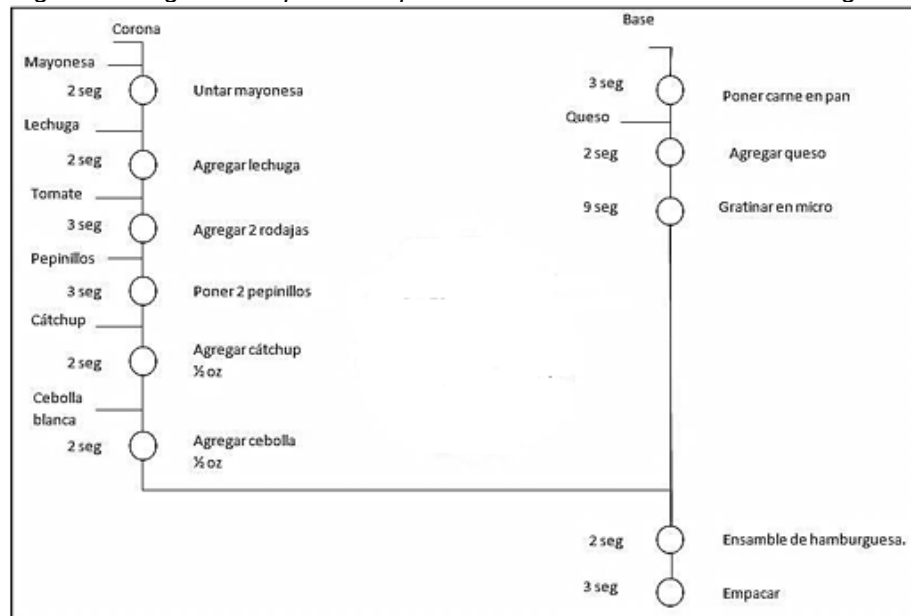 Corona
Mayonesa
2 seg
Untar mayonesa
Lechuga
2 seg
Agregar lechuga
Tomate
3 seg
Agregar 2 rodajas
Pepinillos
3 seg
Poner 2 pepinillos
Cátchup
2 seg
Agregar cátchup
½ oz
Cebolla
blanca
2 seg
Agregar cebolla
½ oz
Base
3 seg
Poner carne en pan
Queso
2 seg
Agregar queso
9 seg
Gratinar en micro
2 seg
Ensamble de hamburguesa.
3 seg
Empacar